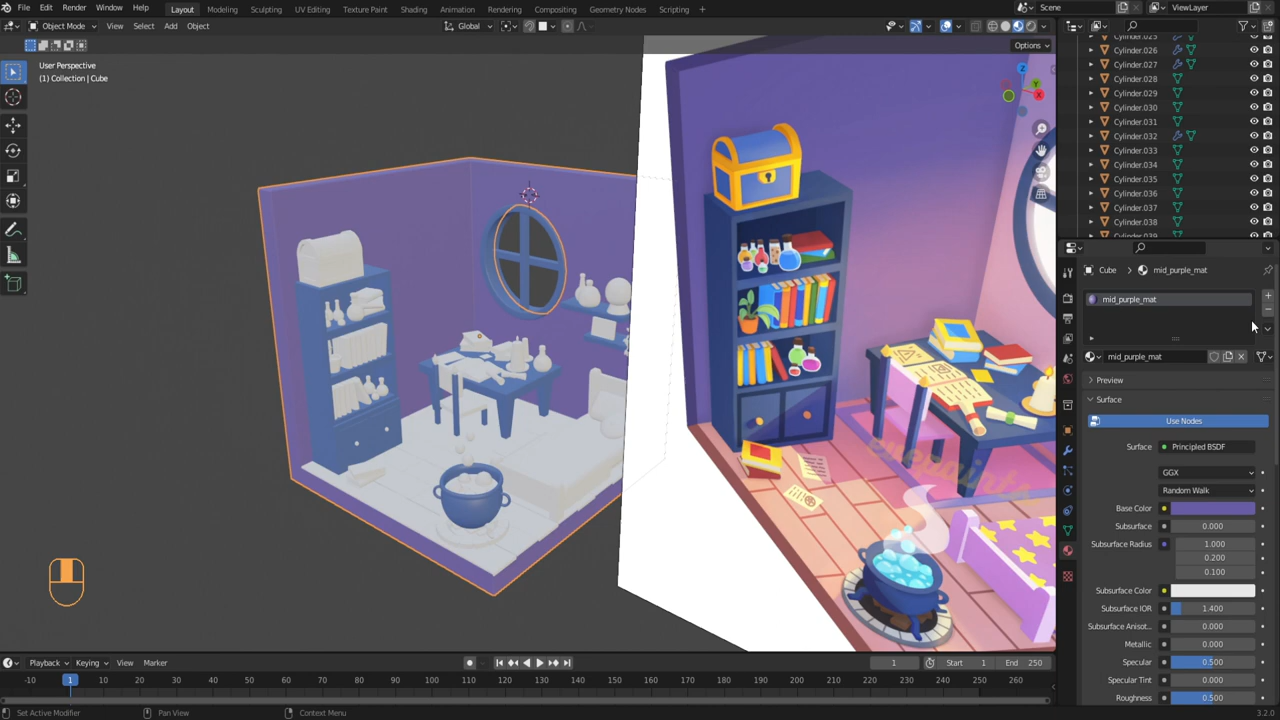 File Edit Render Window Help Layout Modeling Sculpting UV Editing Texture Paint Shading Animation Rendering Compositing Geometry Nodes Scripting + Scene ViewLayer
Object Mode View Select Add Object Global
Options
User Perspective
(1) Collection | Cube
Cylinder.026
Cylinder.027
Cylinder.028
Cylinder.029
Cylinder.030
Cylinder.031
Cylinder.032
Cylinder.033
Cylinder.034
Cylinder.035
Cylinder.036
Cylinder.037
Cylinder.038
Cube > mid_purple_mat
mid_purple_mat
mid_purple_mat
Preview
Surface
Use Nodes
Surface Principled BSDF
GGX
Random Walk
Base Color
Subsurface 0.000
Subsurface Radius 1.000
0.200
0.100
Subsurface Color
Subsurface IOR 1.400
Subsurface Anisot... 0.000
Metallic 0.000
Specular 0.500
Specular Tint 0.000
Roughness 0.500
Playback Keying View Marker 1 Start 1 End 250
-10 1 10 20 30 40 50 60 70 80 90 100 110 120 130 140 150 160 170 180 190 200 210 220 230 240 250 260
Set Active Modifier Pan View Context Menu 3.2.0